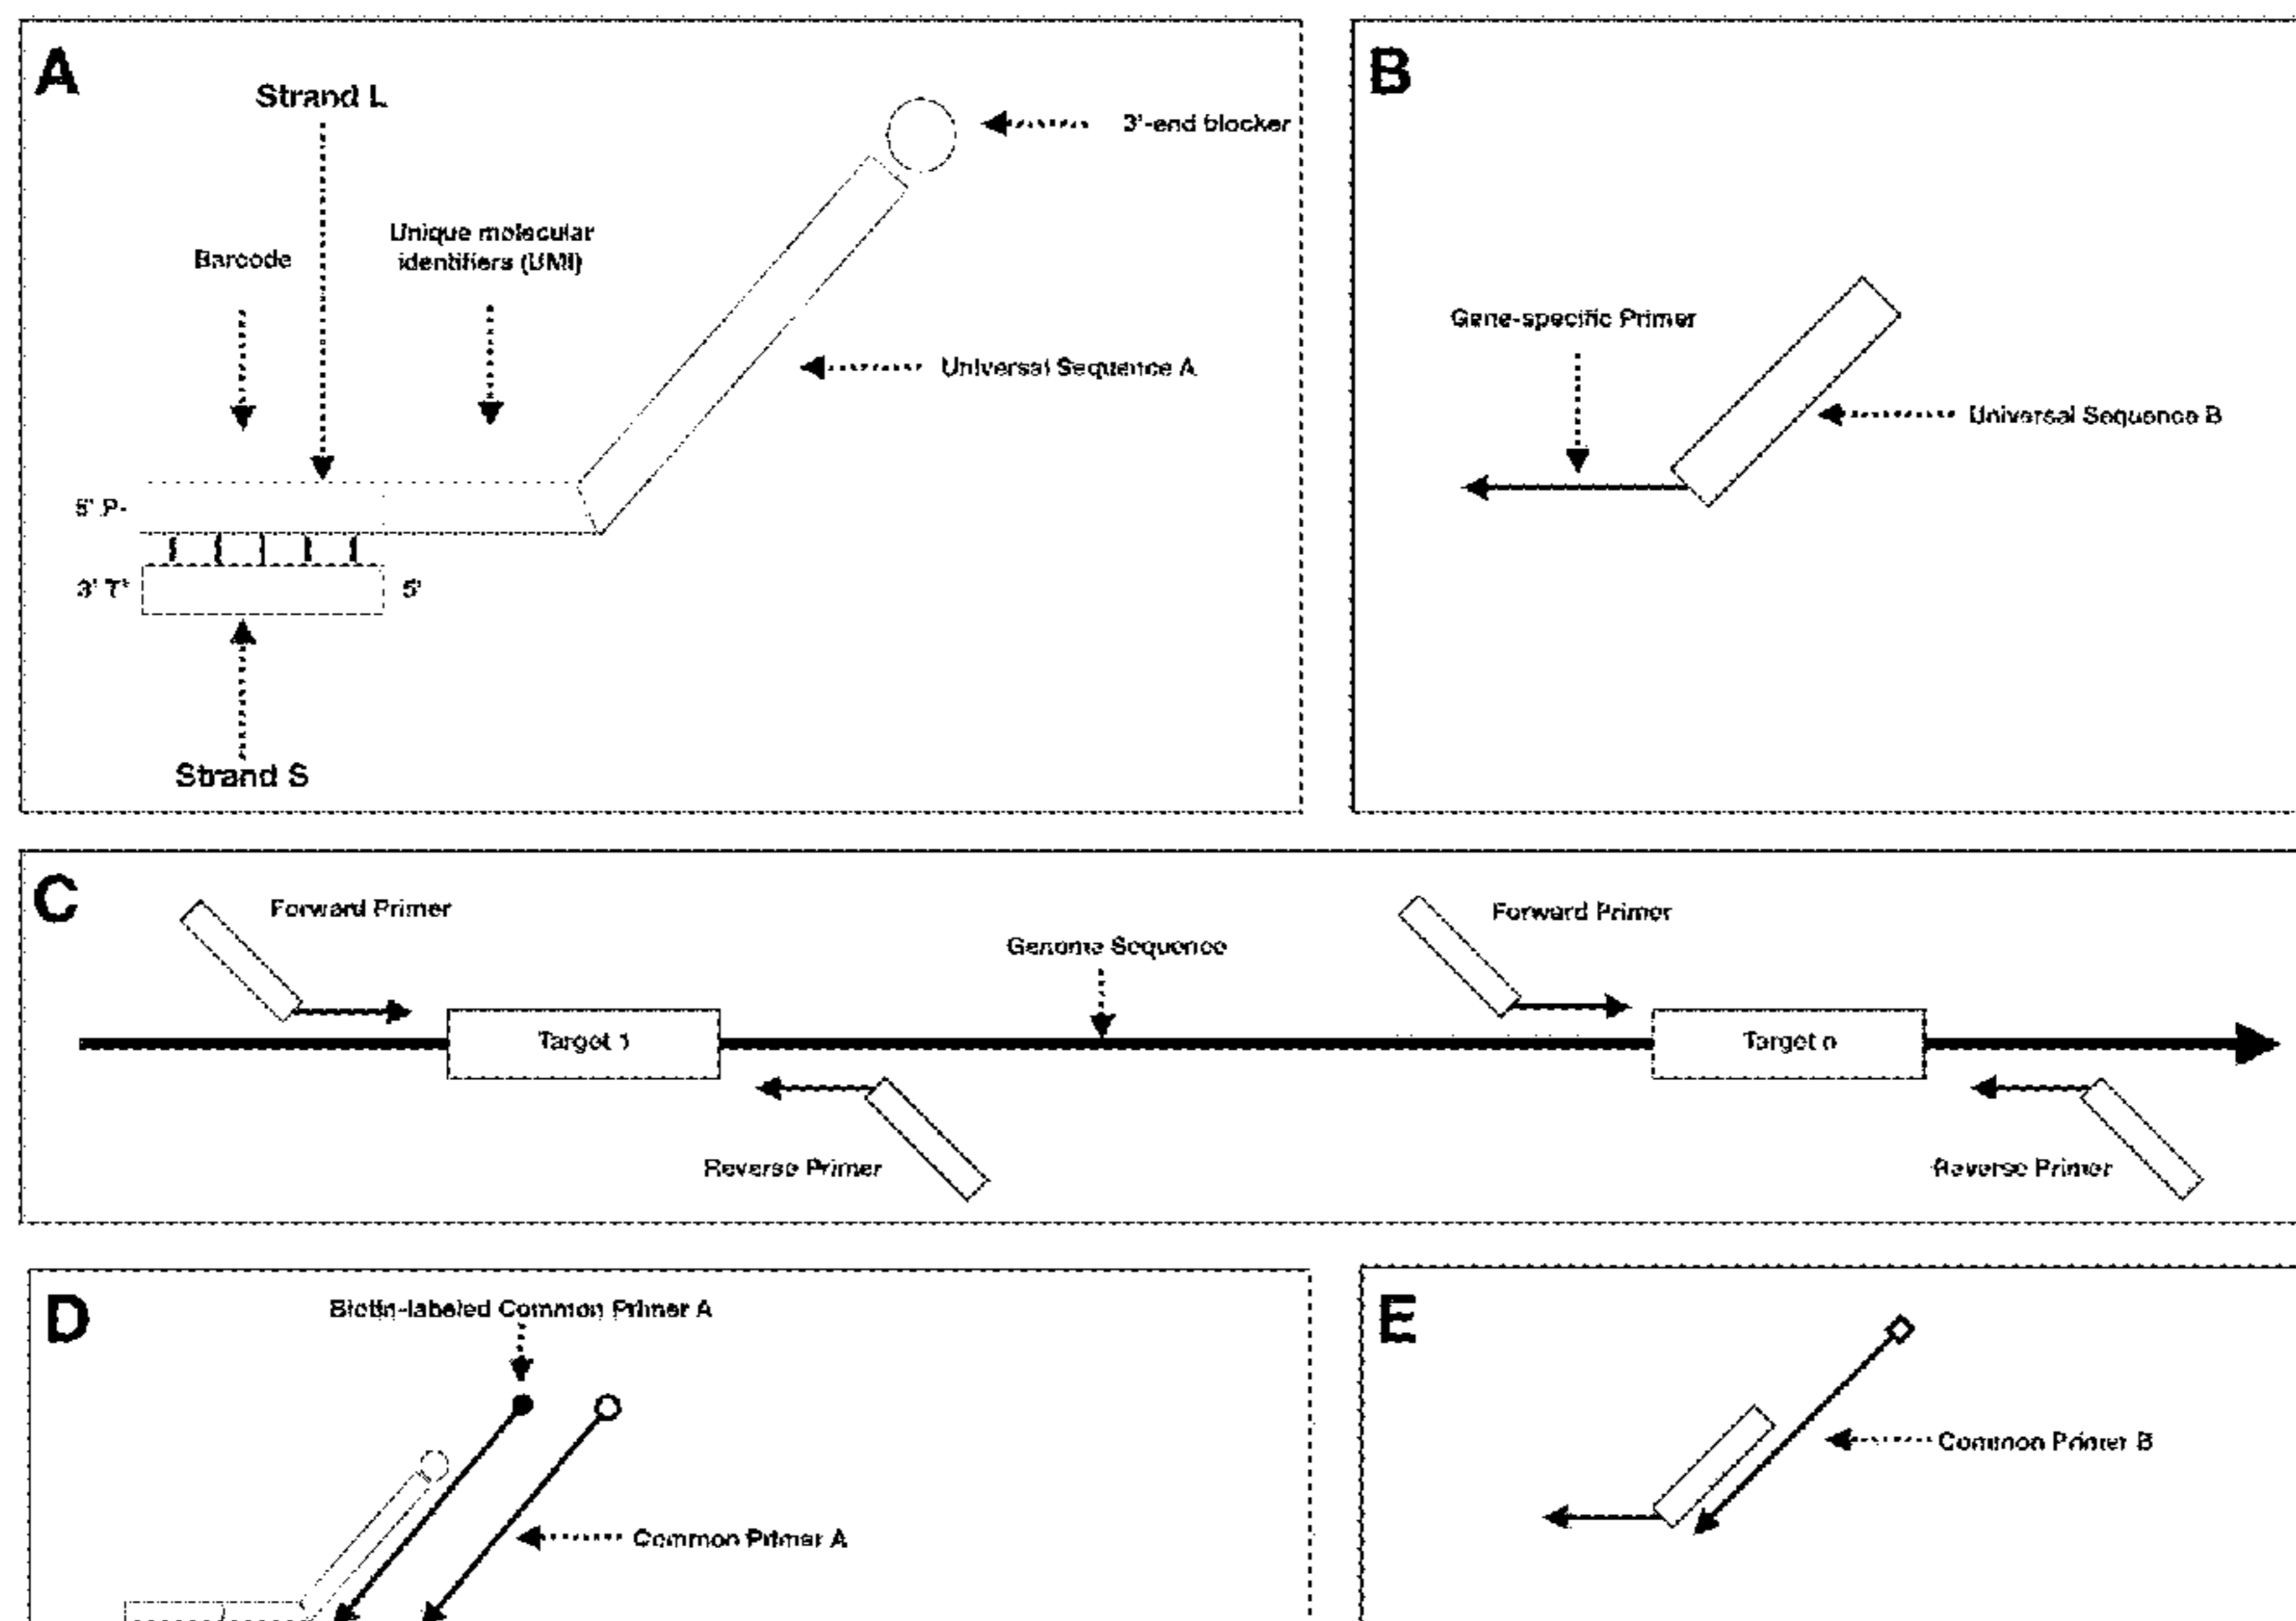 A
Strand L
3'-end blocker
Barcode
Unique molecular
identifiers (UMI)
Universal Sequence A
5' P-
3' T*
5'
Strand S
B
Gene-specific Primer
Universal Sequence B
C
Forward Primer
Forward Primer
Genome Sequence
Target 1
Target n
Reverse Primer
Reverse Primer
D
Biotin-labeled Common Primer A
Common Primer A
E
Common Primer B